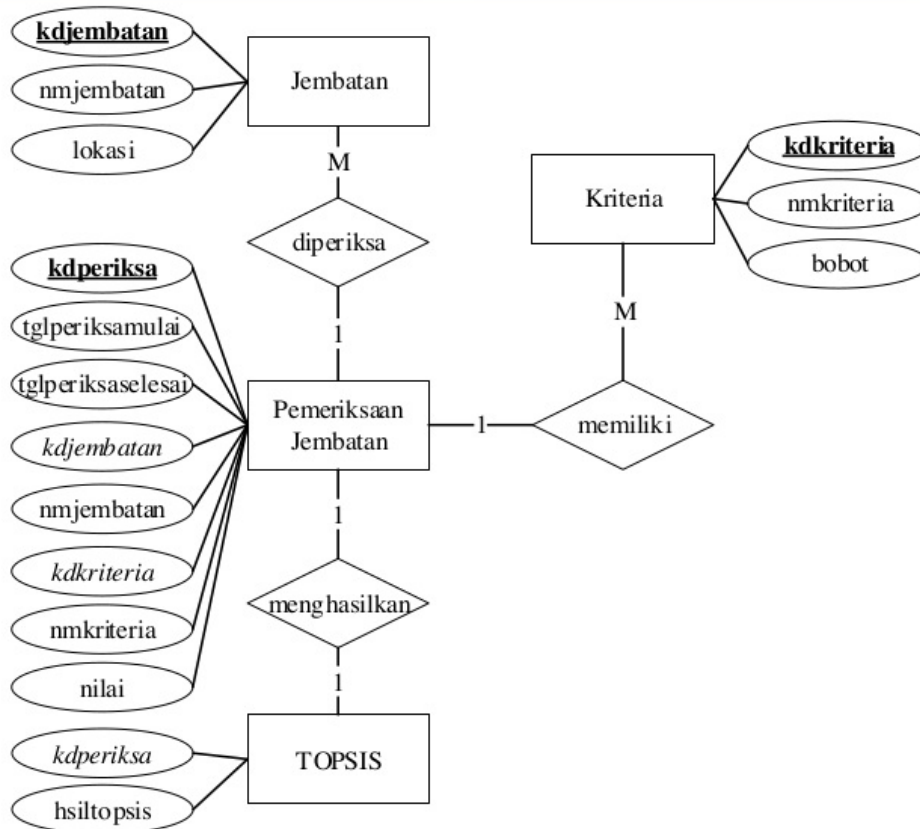 kdjembatan
nmjembatan
lokasi
Jembatan
M
diperiksa
1
Kriteria
kdkriteria
nmkriteria
bobot
M
memiliki
1
kdperiksa
tglperiksamulai
tglperiksaselesai
kdjembatan
nmjembatan
kdkriteria
nmkriteria
nilai
Pemeriksaan
Jembatan
1
menghasilkan
1
kdperiksa
hsiltopsis
TOPSIS